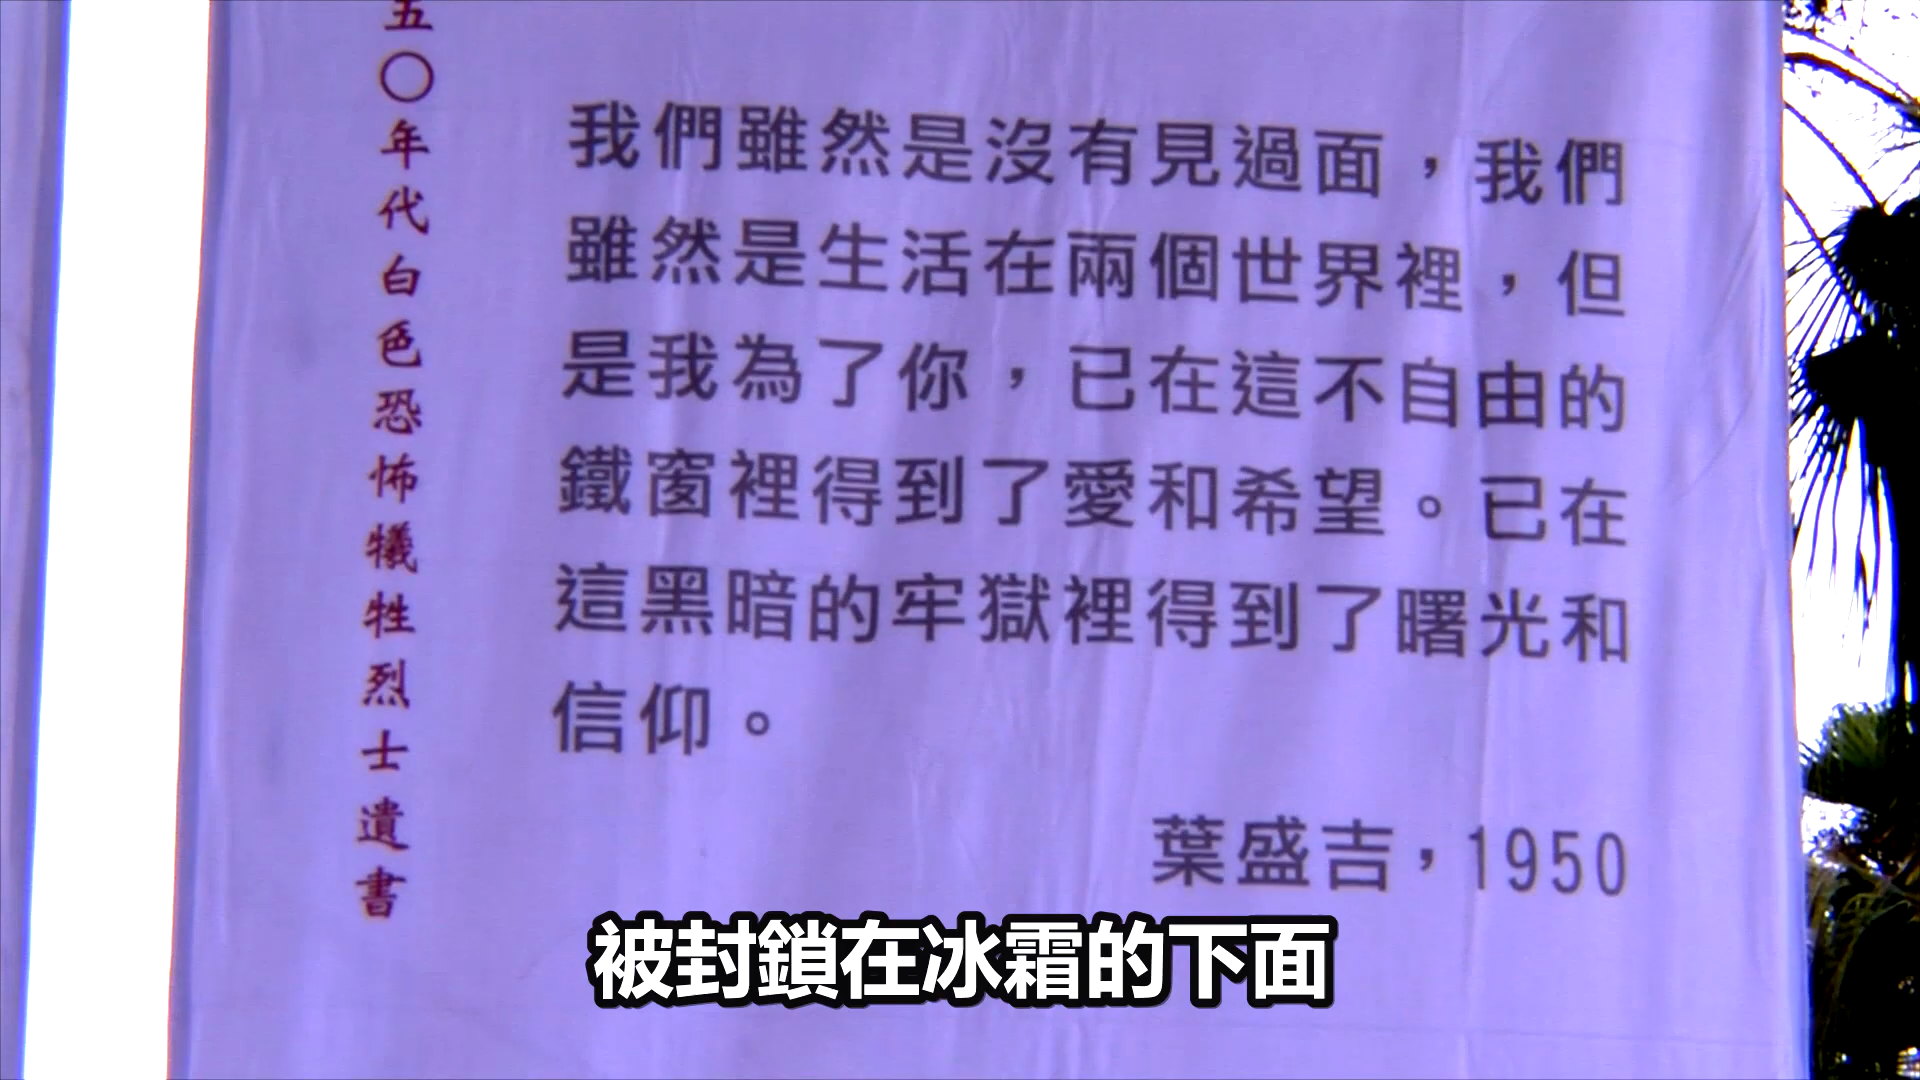 五〇年代白色恐怖犧牲烈士遺書
我們雖然是沒有見過面，我們
雖然是生活在兩個世界裡，但
是我為了你，已在這不自由的
鐵窗裡得到了愛和希望。已在
這黑暗的牢獄裡得到了曙光和
信仰。
葉盛吉，1950
被封鎖在冰霜的下面